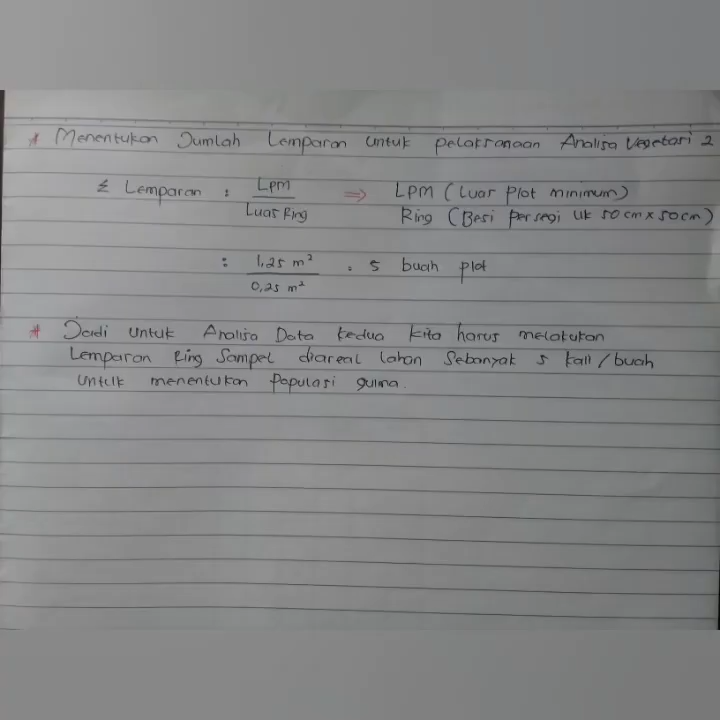 * Menentukan Jumlah Lemparan untuk pelaksanaan Analisa Vegetasi 2
Σ Lemparan : LPM / Luas Ring ⇒ LPM (Luas Plot minimum)
Ring (Besi persegi uk 50 cm x 50 cm)
: 1,25 m² / 0,25 m² = 5 buah plot
* Jadi untuk Analisa Data kedua kita harus melakukan
Lemparan Ring Sampel diareal lahan Sebanyak 5 kali/buah
Untuk menentukan Populasi gulma.